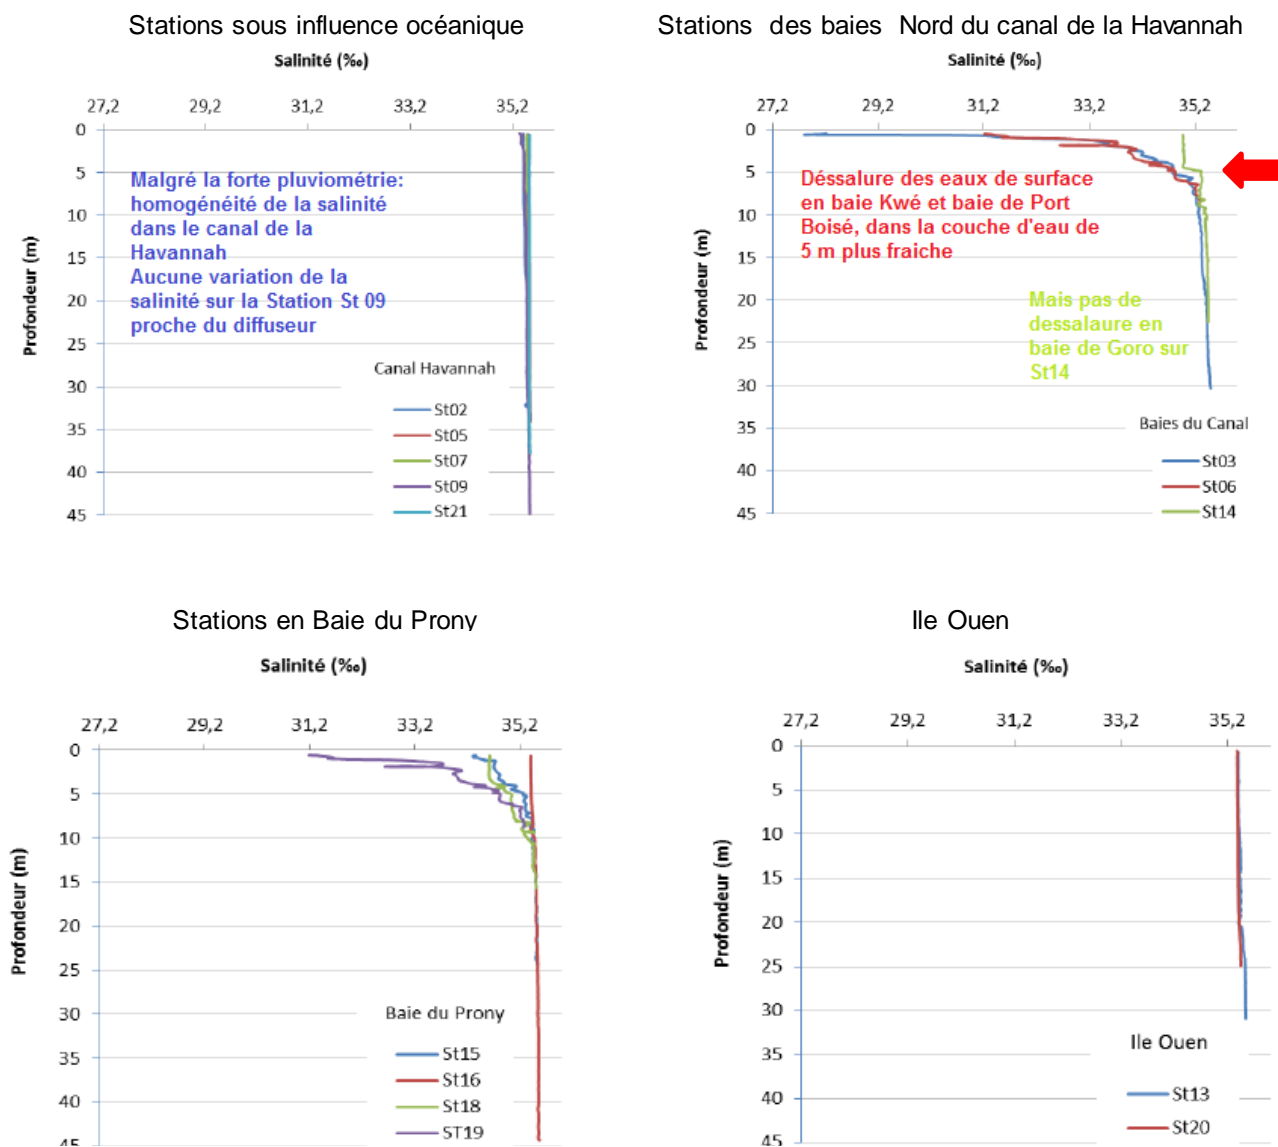 Stations sous influence océanique
Salinité (‰)
27,2 29,2 31,2 33,2 35,2
0
5
10
15
20
25
30
35
40
45
Profondeur (m)
Malgré la forte pluviométrie:
homogénéité de la salinité
dans le canal de la
Havannah
Aucune variation de la
salinité sur la Station St 09
proche du diffuseur
Canal Havannah
St02
St05
St07
St09
St21
Stations des baies Nord du canal de la Havannah
Salinité (‰)
27,2 29,2 31,2 33,2 35,2
0
5
10
15
20
25
30
35
40
45
Profondeur (m)
Déssalure des eaux de surface
en baie Kwé et baie de Port
Boisé, dans la couche d'eau de
5 m plus fraiche
Mais pas de
dessalaure en
baie de Goro sur
St14
Baies du Canal
St03
St06
St14
Stations en Baie du Prony
Salinité (‰)
27,2 29,2 31,2 33,2 35,2
0
5
10
15
20
25
30
35
40
45
Profondeur (m)
Baie du Prony
St15
St16
St18
ST19
Ile Ouen
Salinité (‰)
27,2 29,2 31,2 33,2 35,2
0
5
10
15
20
25
30
35
40
45
Profondeur (m)
Ile Ouen
St13
St20